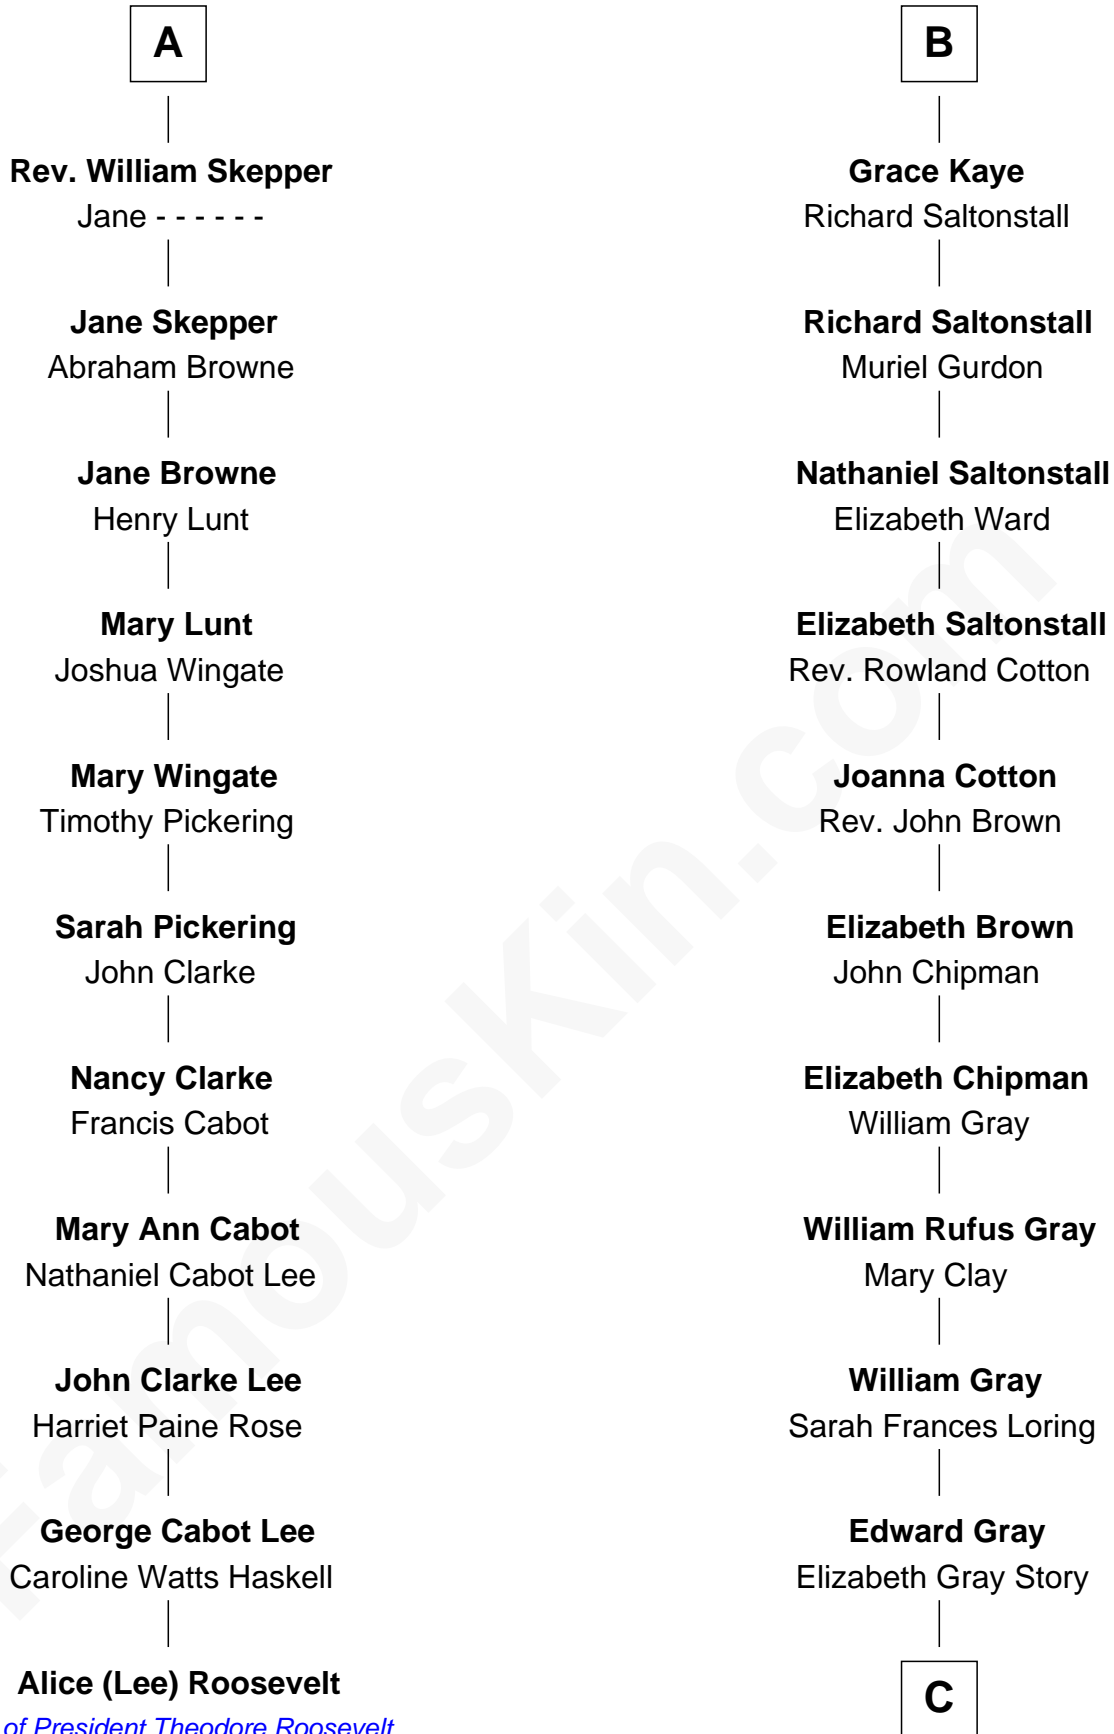 A
Rev. William Skepper
Jane - - - - - -
Jane Skepper
Abraham Browne
Jane Browne
Henry Lunt
Mary Lunt
Joshua Wingate
Mary Wingate
Timothy Pickering
Sarah Pickering
John Clarke
Nancy Clarke
Francis Cabot
Mary Ann Cabot
Nathaniel Cabot Lee
John Clarke Lee
Harriet Paine Rose
George Cabot Lee
Caroline Watts Haskell
Alice (Lee) Roosevelt
of President Theodore Roosevelt
B
Grace Kaye
Richard Saltonstall
Richard Saltonstall
Muriel Gurdon
Nathaniel Saltonstall
Elizabeth Ward
Elizabeth Saltonstall
Rev. Rowland Cotton
Joanna Cotton
Rev. John Brown
Elizabeth Brown
John Chipman
Elizabeth Chipman
William Gray
William Rufus Gray
Mary Clay
William Gray
Sarah Frances Loring
Edward Gray
Elizabeth Gray Story
C
FamousKin.com